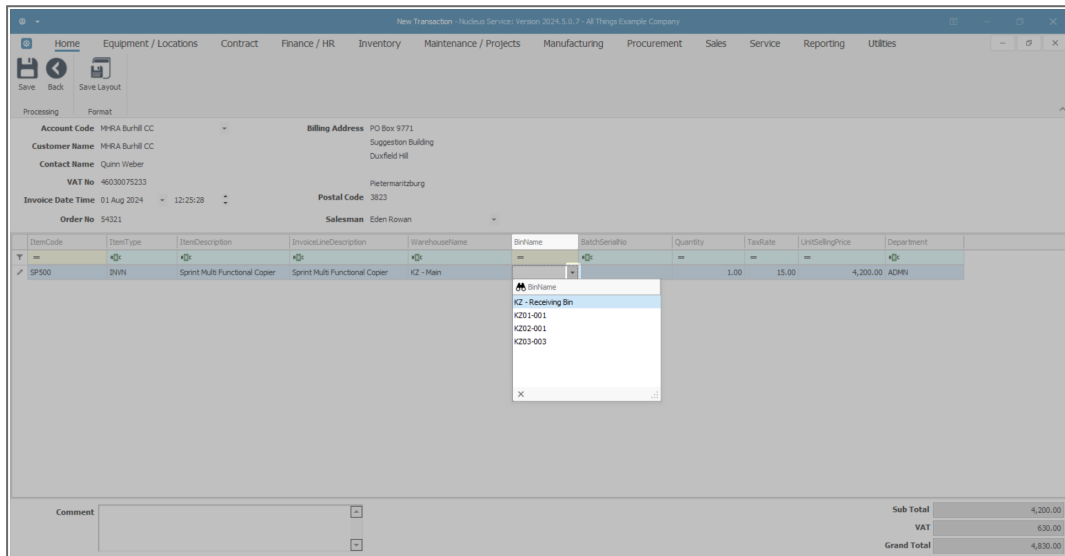 New Transaction - Nucleus Service: Version 2024.5.0.7 - All Things Example Company
Home Equipment / Locations Contract Finance / HR Inventory Maintenance / Projects Manufacturing Procurement Sales Service Reporting Utilities
Save Back Save Layout
Processing Format
Account Code MHRA Burhill CC Billing Address PO Box 9771
Customer Name MHRA Burhill CC Suggestion Building
Contact Name Quinn Weber Duxfield Hill
VAT No 46030075233 Pietermaritzburg
Invoice Date Time 01 Aug 2024 12:25:28 Postal Code 3823
Order No 54321 Salesman Eden Rowan
ItemCode ItemType ItemDescription InvoiceLineDescription WarehouseName BinName BatchSerialNo Quantity TaxRate UnitSellingPrice Department
SP500 INVN Sprint Multi Functional Copier Sprint Multi Functional Copier KZ - Main 1.00 15.00 4,200.00 ADMN
BinName
KZ - Receiving Bin
KZ01-001
KZ02-001
KZ03-003
Comment
Sub Total 4,200.00
VAT 630.00
Grand Total 4,830.00